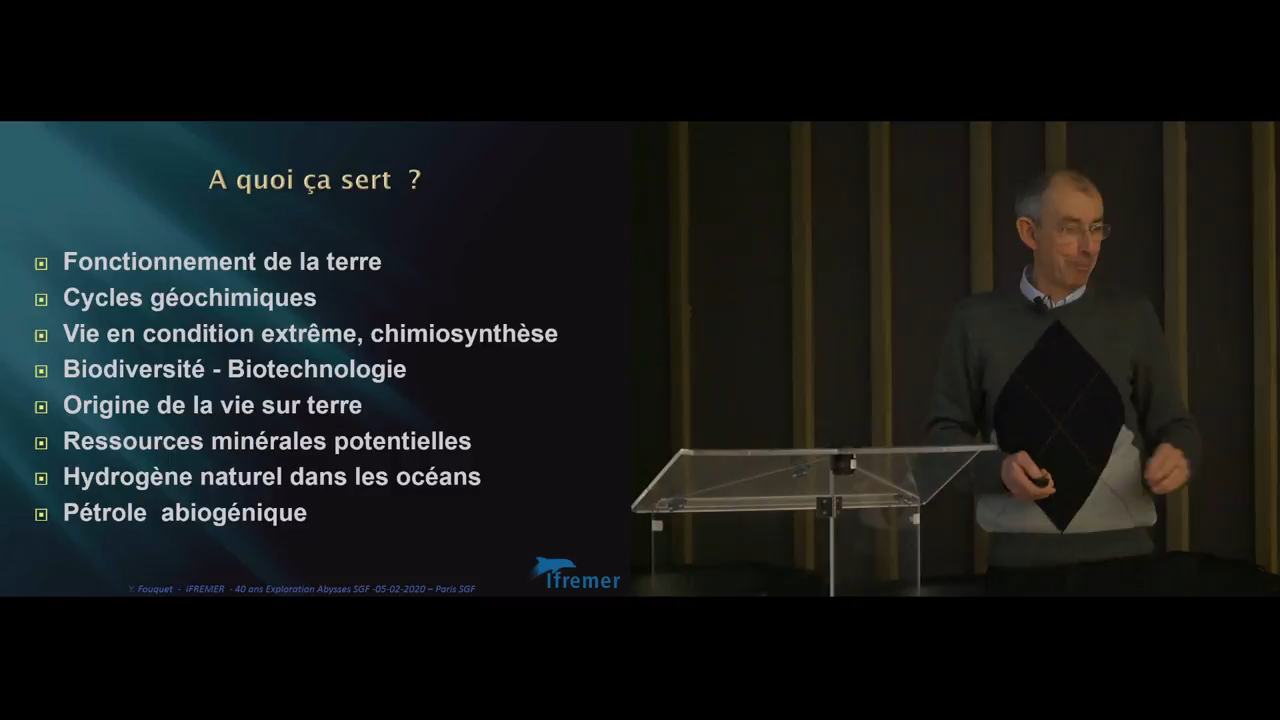 A quoi ça sert ?
Fonctionnement de la terre
Cycles géochimiques
Vie en condition extrême, chimiosynthèse
Biodiversité - Biotechnologie
Origine de la vie sur terre
Ressources minérales potentielles
Hydrogène naturel dans les océans
Pétrole abiogénique
Ifremer
Y. Fouquet - iFREMER - 40 ans Exploration Abysses SGF -05-02-2020 – Paris SGF